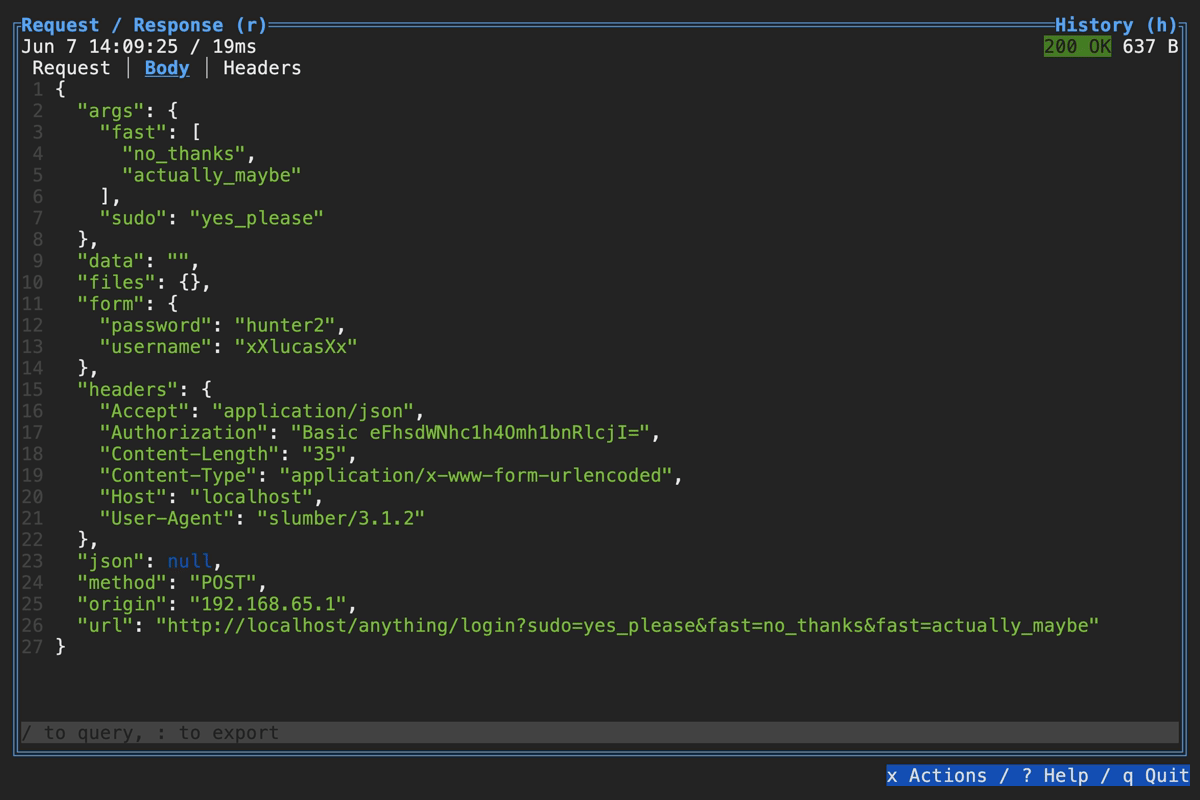 Request / Response (r) History (h)
Jun 7 14:09:25 / 19ms 200 OK 637 B
Request | Body | Headers
1 {
2   "args": {
3     "fast": [
4       "no_thanks",
5       "actually_maybe"
6     ],
7     "sudo": "yes_please"
8   },
9   "data": "",
10   "files": {},
11   "form": {
12     "password": "hunter2",
13     "username": "xXlucasXx"
14   },
15   "headers": {
16     "Accept": "application/json",
17     "Authorization": "Basic eFhsdWNhc1h4Omh1bnRlcjI=",
18     "Content-Length": "35",
19     "Content-Type": "application/x-www-form-urlencoded",
20     "Host": "localhost",
21     "User-Agent": "slumber/3.1.2"
22   },
23   "json": null,
24   "method": "POST",
25   "origin": "192.168.65.1",
26   "url": "http://localhost/anything/login?sudo=yes_please&fast=no_thanks&fast=actually_maybe"
27 }
/ to query, : to export
x Actions / ? Help / q Quit